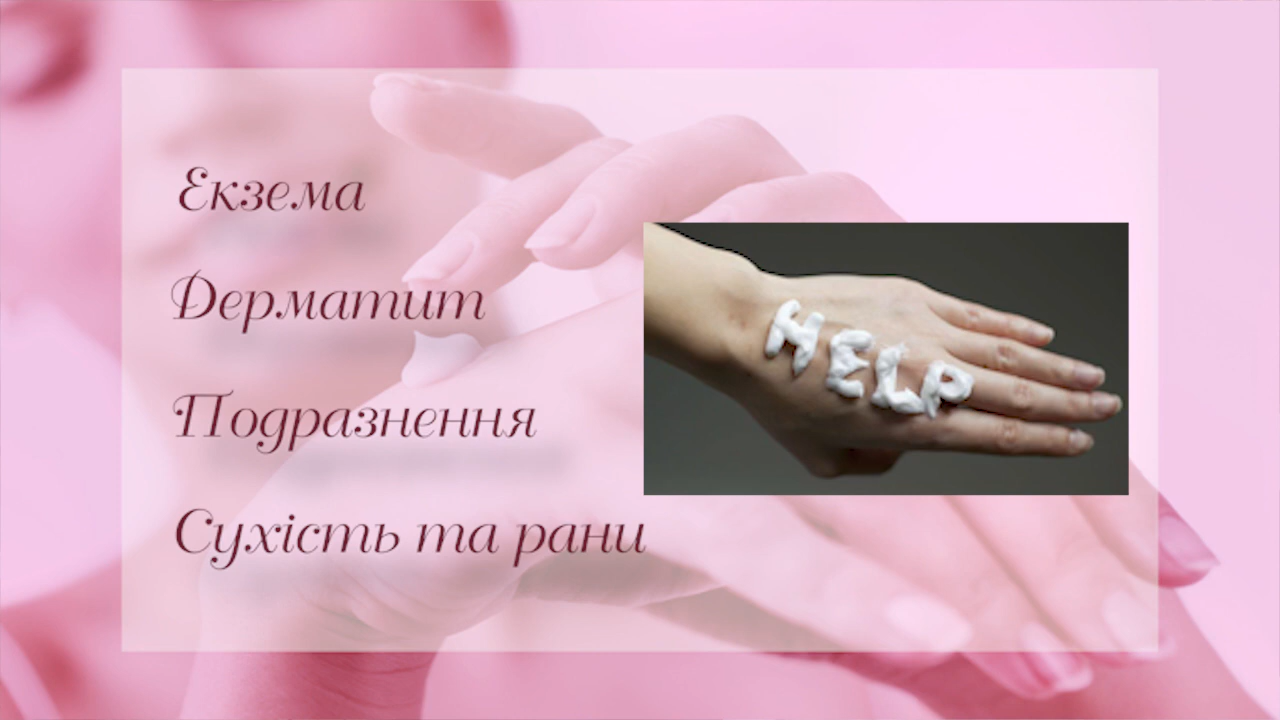 Екзема
Дерматит
Подразнення
HELP
Сухість та рани